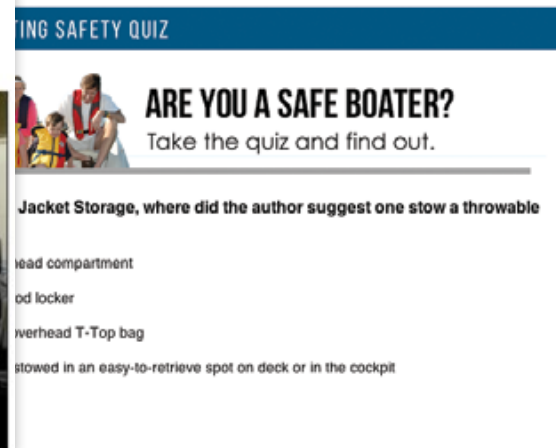 TING SAFETY QUIZ
ARE YOU A SAFE BOATER?
Take the quiz and find out.
Jacket Storage, where did the author suggest one stow a throwable
head compartment
od locker
overhead T-Top bag
stowed in an easy-to-retrieve spot on deck or in the cockpit